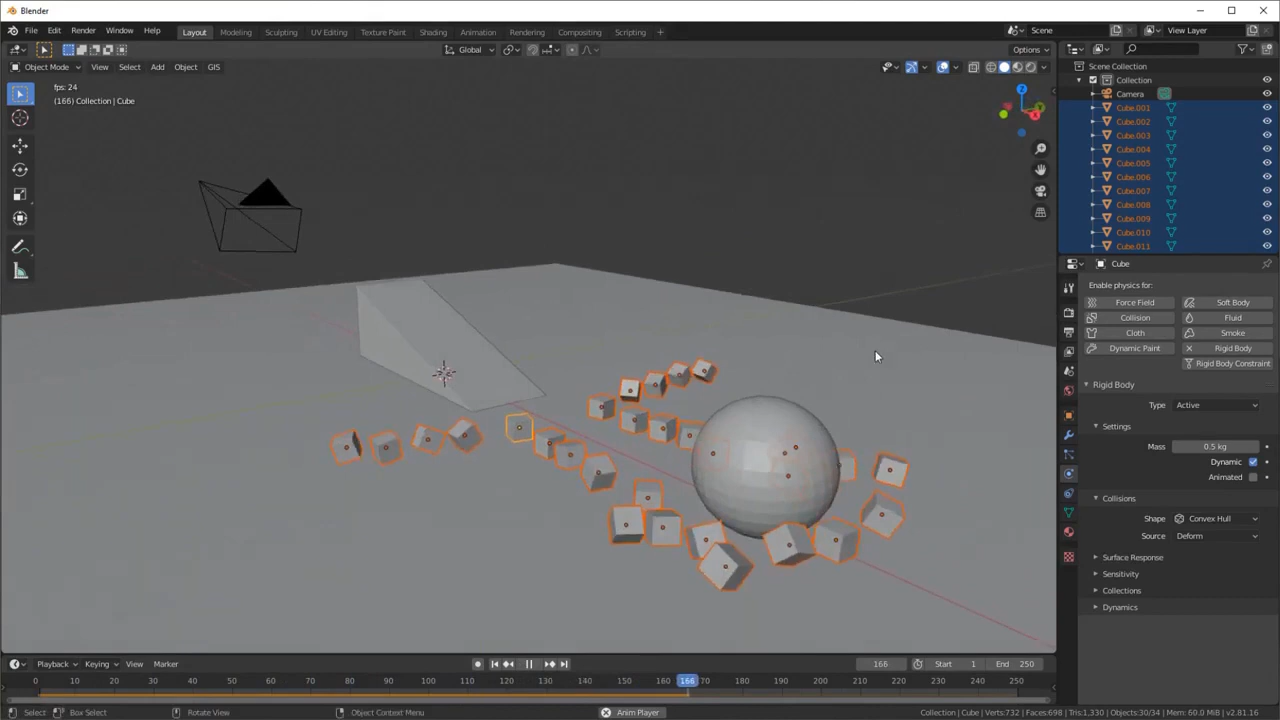 Blender
File Edit Render Window Help Layout Modeling Sculpting UV Editing Texture Paint Shading Animation Rendering Compositing Scripting + Scene View Layer
Global Options
Object Mode View Select Add Object GIS
fps: 24
(166) Collection | Cube
Z
Y
X
Scene Collection
Collection
Camera
Cube.001
Cube.002
Cube.003
Cube.004
Cube.005
Cube.006
Cube.007
Cube.008
Cube.009
Cube.010
Cube.011
Cube
Enable physics for:
Force Field Soft Body
Collision Fluid
Cloth Smoke
Dynamic Paint Rigid Body
Rigid Body Constraint
Rigid Body
Type Active
Settings
Mass 0.5 kg
Dynamic
Animated
Collisions
Shape Convex Hull
Source Deform
Surface Response
Sensitivity
Collections
Dynamics
Playback Keying View Marker 166 Start 1 End 250
0 10 20 30 40 50 60 70 80 90 100 110 120 130 140 150 160 166 70 180 190 200 210 220 230 240 250
Select Box Select Rotate View Object Context Menu Anim Player Collection | Cube | Verts:732 | Faces:698 | Tris:1,330 | Objects:30/34 | Mem: 60.0 MiB | v2.81.16